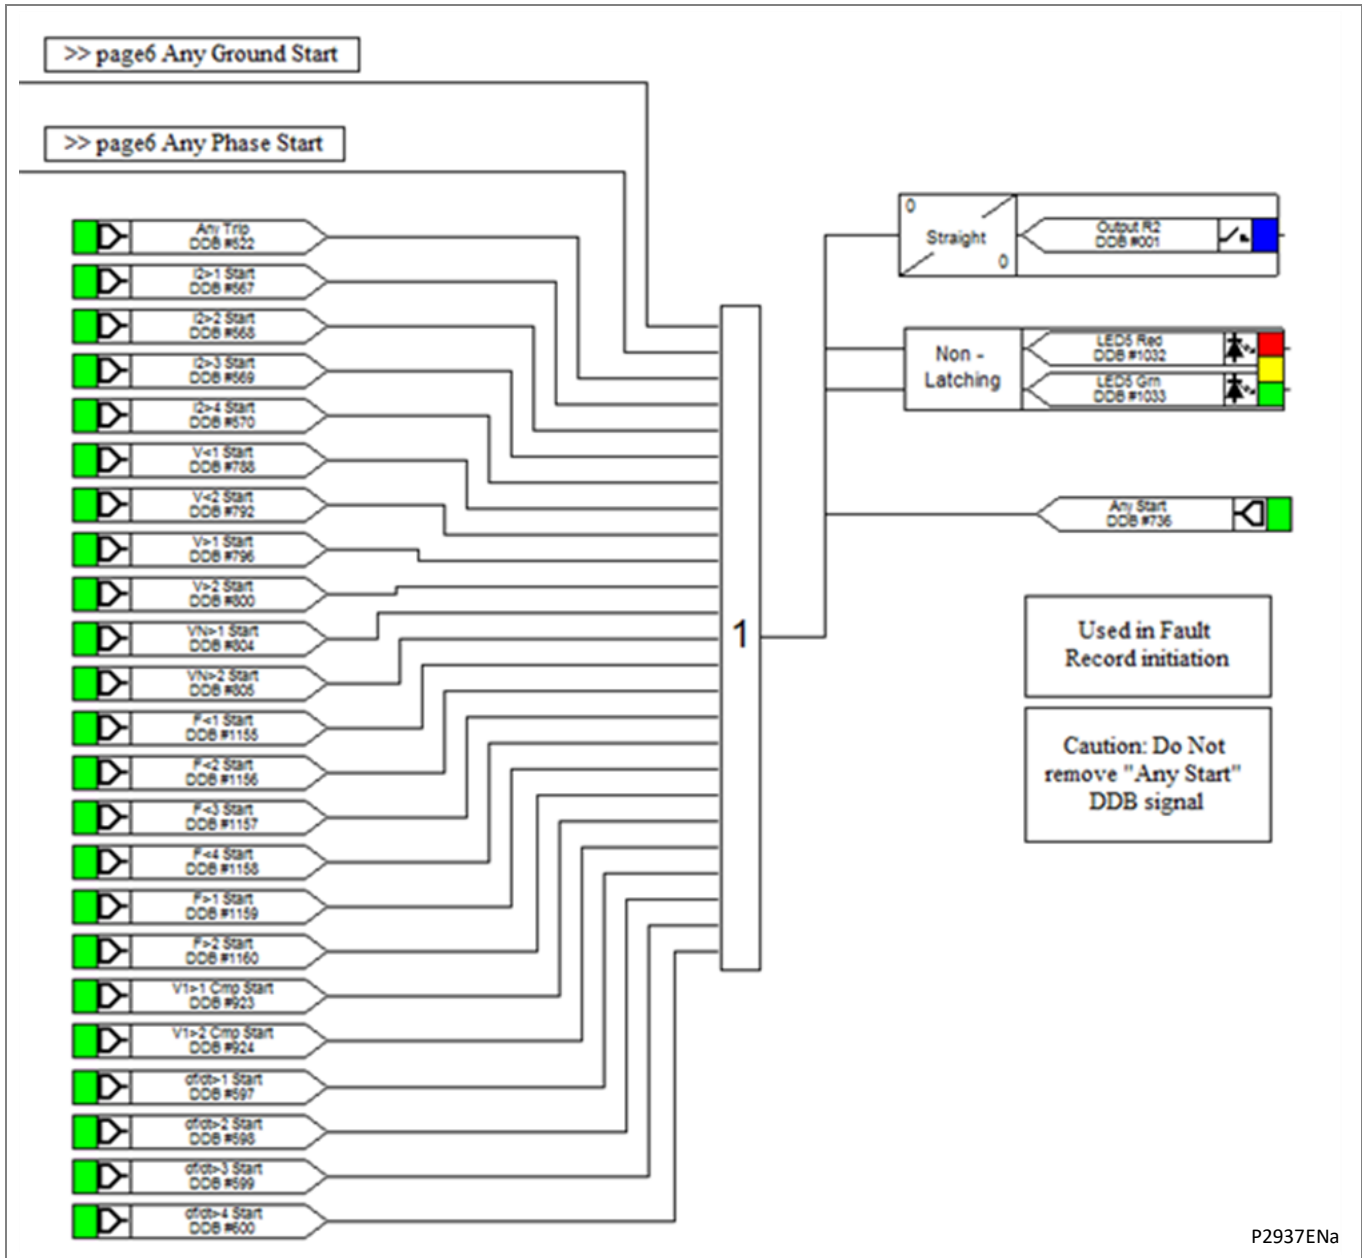 >> page6 Any Ground Start
>> page6 Any Phase Start
Any Trip
DDB #522
I2>1 Start
DDB #567
I2>2 Start
DDB #568
I2>3 Start
DDB #569
I2>4 Start
DDB #570
V<1 Start
DDB #788
V<2 Start
DDB #792
V>1 Start
DDB #796
V>2 Start
DDB #800
VN>1 Start
DDB #804
VN>2 Start
DDB #805
F<1 Start
DDB #1155
F<2 Start
DDB #1156
F<3 Start
DDB #1157
F<4 Start
DDB #1158
F>1 Start
DDB #1159
F>2 Start
DDB #1160
V1>1 Cmp Start
DDB #923
V1>2 Cmp Start
DDB #924
df/dt>1 Start
DDB #597
df/dt>2 Start
DDB #598
df/dt>3 Start
DDB #599
df/dt>4 Start
DDB #600
1
0
Straight
0
Output R2
DDB #001
Non -
Latching
LED5 Red
DDB #1032
LED5 Grn
DDB #1033
Any Start
DDB #736
Used in Fault
Record initiation
Caution: Do Not
remove "Any Start"
DDB signal
P2937ENa